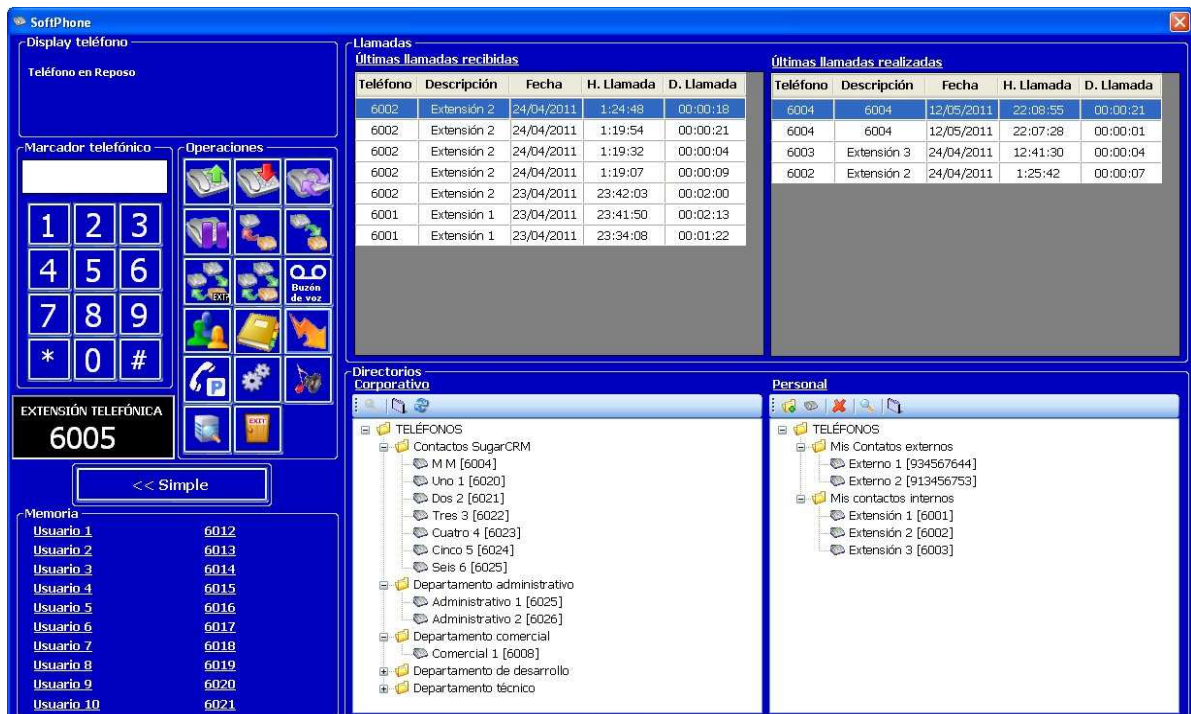 SoftPhone
Display teléfono
Teléfono en Reposo
Marcador telefónico
1 2 3
4 5 6
7 8 9
* 0 #
Operaciones
EXT
Buzón
de voz
P
EXIT
EXTENSIÓN TELEFÓNICA
6005
<< Simple
Memoria
Usuario 1 6012
Usuario 2 6013
Usuario 3 6014
Usuario 4 6015
Usuario 5 6016
Usuario 6 6017
Usuario 7 6018
Usuario 8 6019
Usuario 9 6020
Usuario 10 6021
Llamadas
Últimas llamadas recibidas
Teléfono Descripción Fecha H. Llamada D. Llamada
6002 Extensión 2 24/04/2011 1:24:48 00:00:18
6002 Extensión 2 24/04/2011 1:19:54 00:00:21
6002 Extensión 2 24/04/2011 1:19:32 00:00:04
6002 Extensión 2 24/04/2011 1:19:07 00:00:09
6002 Extensión 2 23/04/2011 23:42:03 00:02:00
6001 Extensión 1 23/04/2011 23:41:50 00:02:13
6001 Extensión 1 23/04/2011 23:34:08 00:01:22
Últimas llamadas realizadas
Teléfono Descripción Fecha H. Llamada D. Llamada
6004 6004 12/05/2011 22:08:55 00:00:21
6004 6004 12/05/2011 22:07:28 00:00:01
6003 Extensión 3 24/04/2011 12:41:30 00:00:04
6002 Extensión 2 24/04/2011 1:25:42 00:00:07
Directorios
Corporativo
TELÉFONOS
Contactos SugarCRM
M M [6004]
Uno 1 [6020]
Dos 2 [6021]
Tres 3 [6022]
Cuatro 4 [6023]
Cinco 5 [6024]
Seis 6 [6025]
Departamento administrativo
Administrativo 1 [6025]
Administrativo 2 [6026]
Departamento comercial
Comercial 1 [6008]
Departamento de desarrollo
Departamento técnico
Personal
TELÉFONOS
Mis Contatos externos
Externo 1 [934567644]
Externo 2 [913456753]
Mis contactos internos
Extensión 1 [6001]
Extensión 2 [6002]
Extensión 3 [6003]